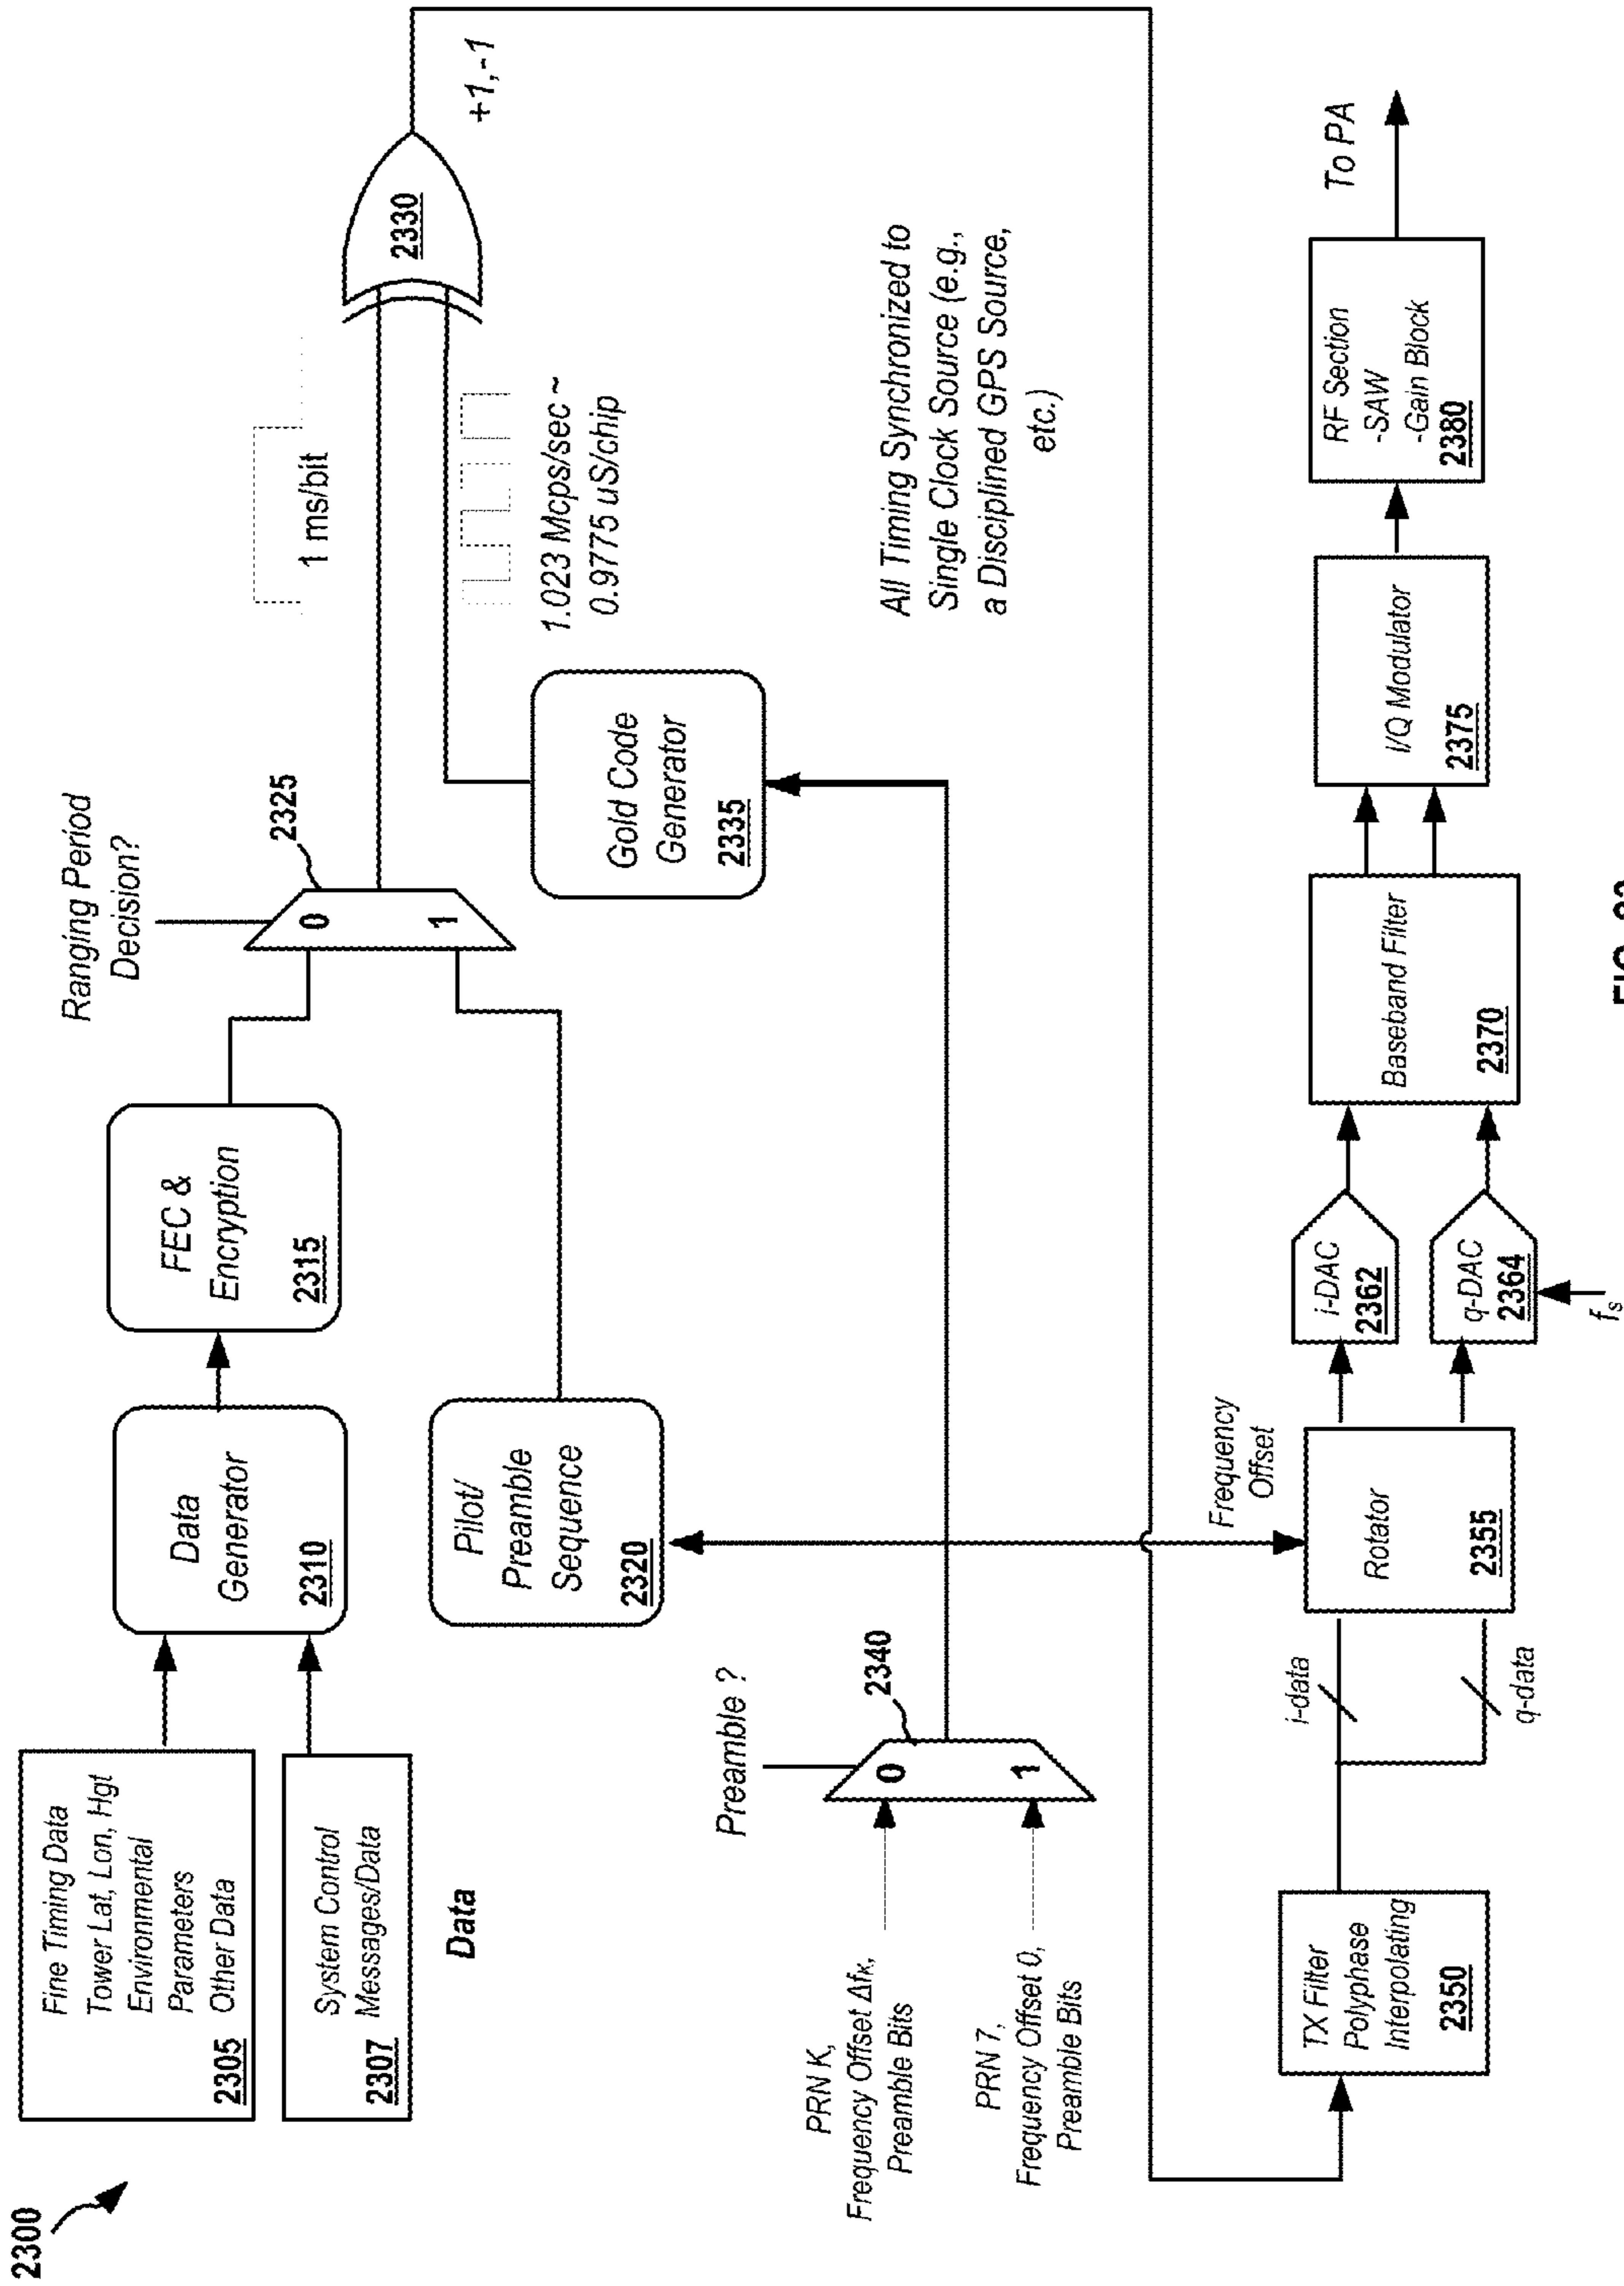 2300
Fine Timing Data
Tower Lat, Lon, Hgt
Environmental
Parameters
Other Data
2305
System Control
Messages/Data
2307
Data
Data
Generator
2310
FEC &
Encryption
2315
Pilot/
Preamble
Sequence
2320
Ranging Period
Decision?
2325
0
1
1 ms/bit
2330
+1,-1
1.023 Mcps/sec ~
0.9775 uS/chip
Gold Code
Generator
2335
All Timing Synchronized to
Single Clock Source (e.g.,
a Disciplined GPS Source,
etc.)
Preamble ?
2340
0
1
PRN K,
Frequency Offset Δfκ,
Preamble Bits
PRN 7,
Frequency Offset 0,
Preamble Bits
TX Filter
Polyphase
Interpolating
2350
i-data
q-data
Frequency
Offset
Rotator
2355
i-DAC
2362
q-DAC
2364
fs
Baseband Filter
2370
I/Q Modulator
2375
RF Section
-SAW
-Gain Block
2380
To PA